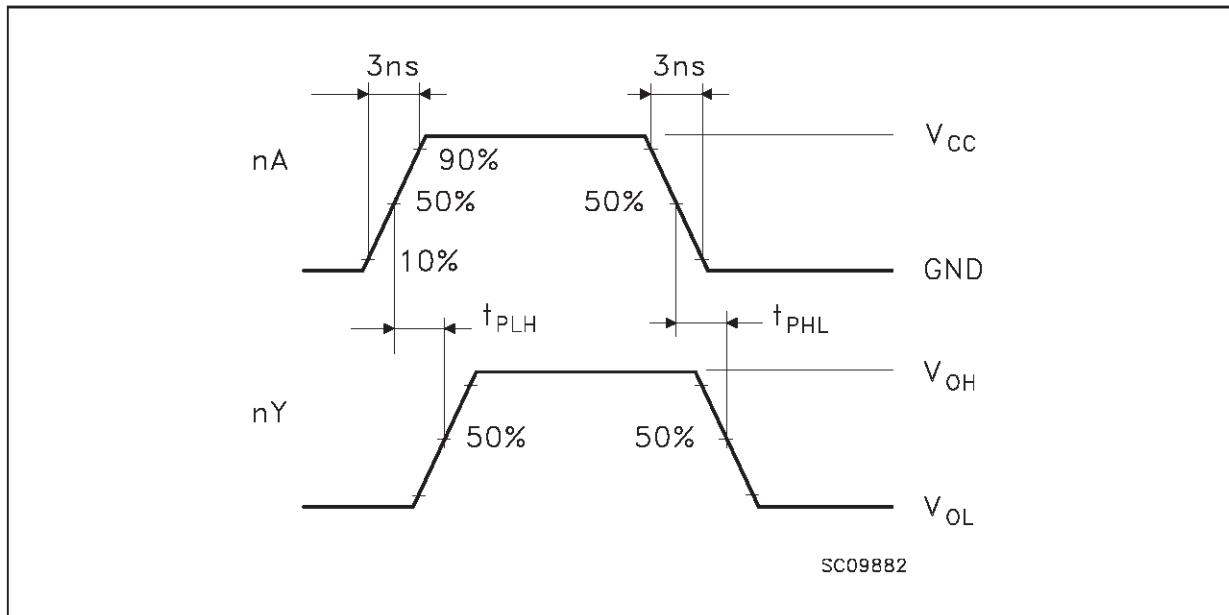 3ns 3ns
V_CC
nA
90%
50% 50%
10%
GND
t_PLH t_PHL
V_OH
nY
50% 50%
V_OL
SC09882